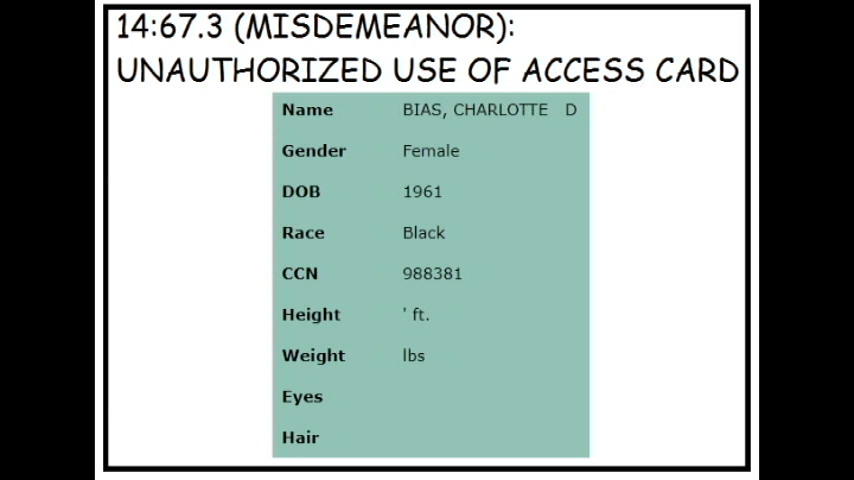 14:67.3 (MISDEMEANOR):
UNAUTHORIZED USE OF ACCESS CARD
Name BIAS, CHARLOTTE D
Gender Female
DOB 1961
Race Black
CCN 988381
Height ' ft.
Weight lbs
Eyes
Hair